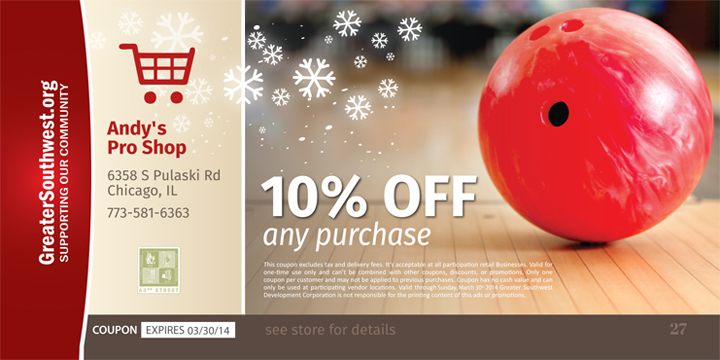 GreaterSouthwest.org
SUPPORTING OUR COMMUNITY
Andy's
Pro Shop
6358 S Pulaski Rd
Chicago, IL
773-581-6363
63RD STREET
10% OFF
any purchase
This coupon excludes tax and delivery fees. It's acceptable at all participation retail Businesses. Valid for
one-time use only and can't be combined with other coupons, discounts, or promotions. Only one
coupon per customer and may not be applied to previous purchases. Coupon has no cash value and can
only be used at participating vendor locations. Valid through Sunday, March 30th 2014 Greater Southwest
Development Corporation is not responsible for the printing content of this ads or promotions.
COUPON EXPIRES 03/30/14 see store for details 27